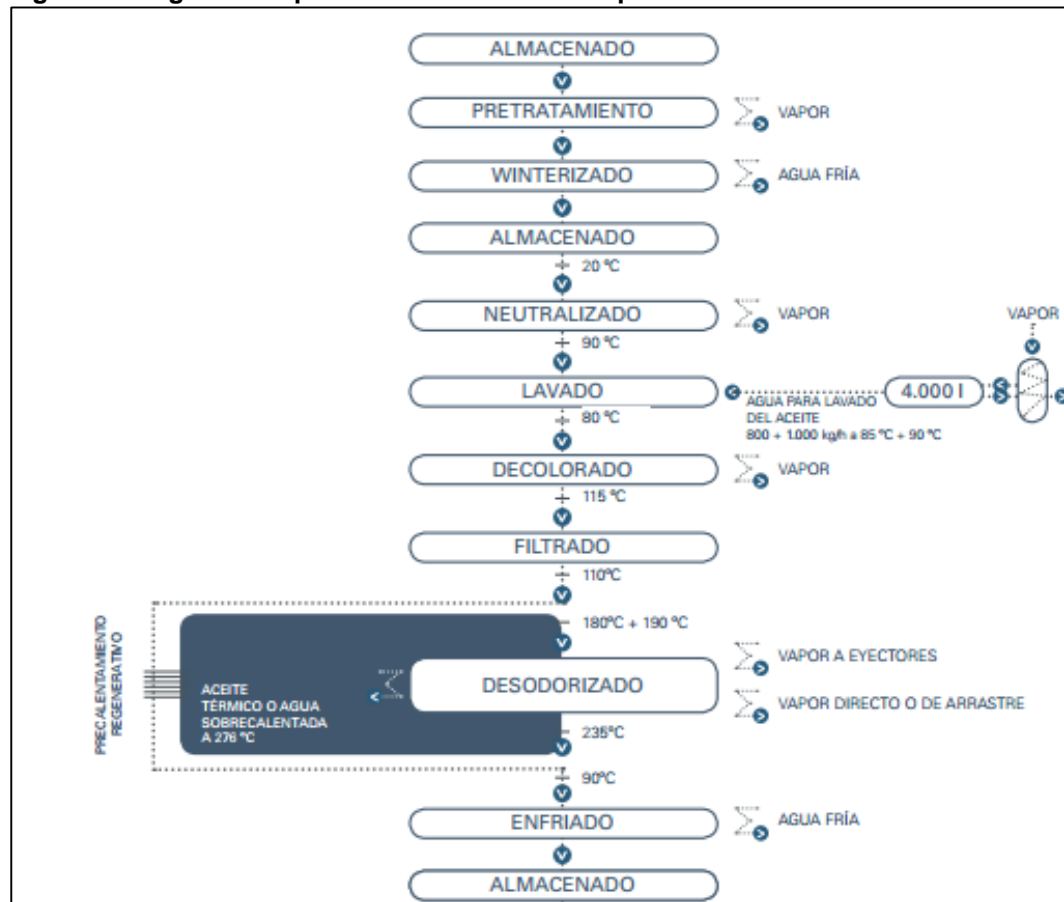 ALMACENADO
PRETRATAMIENTO
VAPOR
WINTERIZADO
AGUA FRÍA
ALMACENADO
20 ºC
NEUTRALIZADO
VAPOR
VAPOR
90 ºC
LAVADO
4.000 l
AGUA PARA LAVADO
DEL ACEITE
800 + 1.000 kg/h a 85 ºC + 90 ºC
80 ºC
DECOLORADO
VAPOR
115 ºC
FILTRADO
110ºC
180ºC + 190 ºC
PRECALENTAMIENTO
REGENERATIVO
ACEITE
TÉRMICO O AGUA
SOBRECALENTADA
A 276 ºC
DESODORIZADO
VAPOR A EYECTORES
VAPOR DIRECTO O DE ARRASTRE
235ºC
90ºC
ENFRIADO
AGUA FRÍA
ALMACENADO